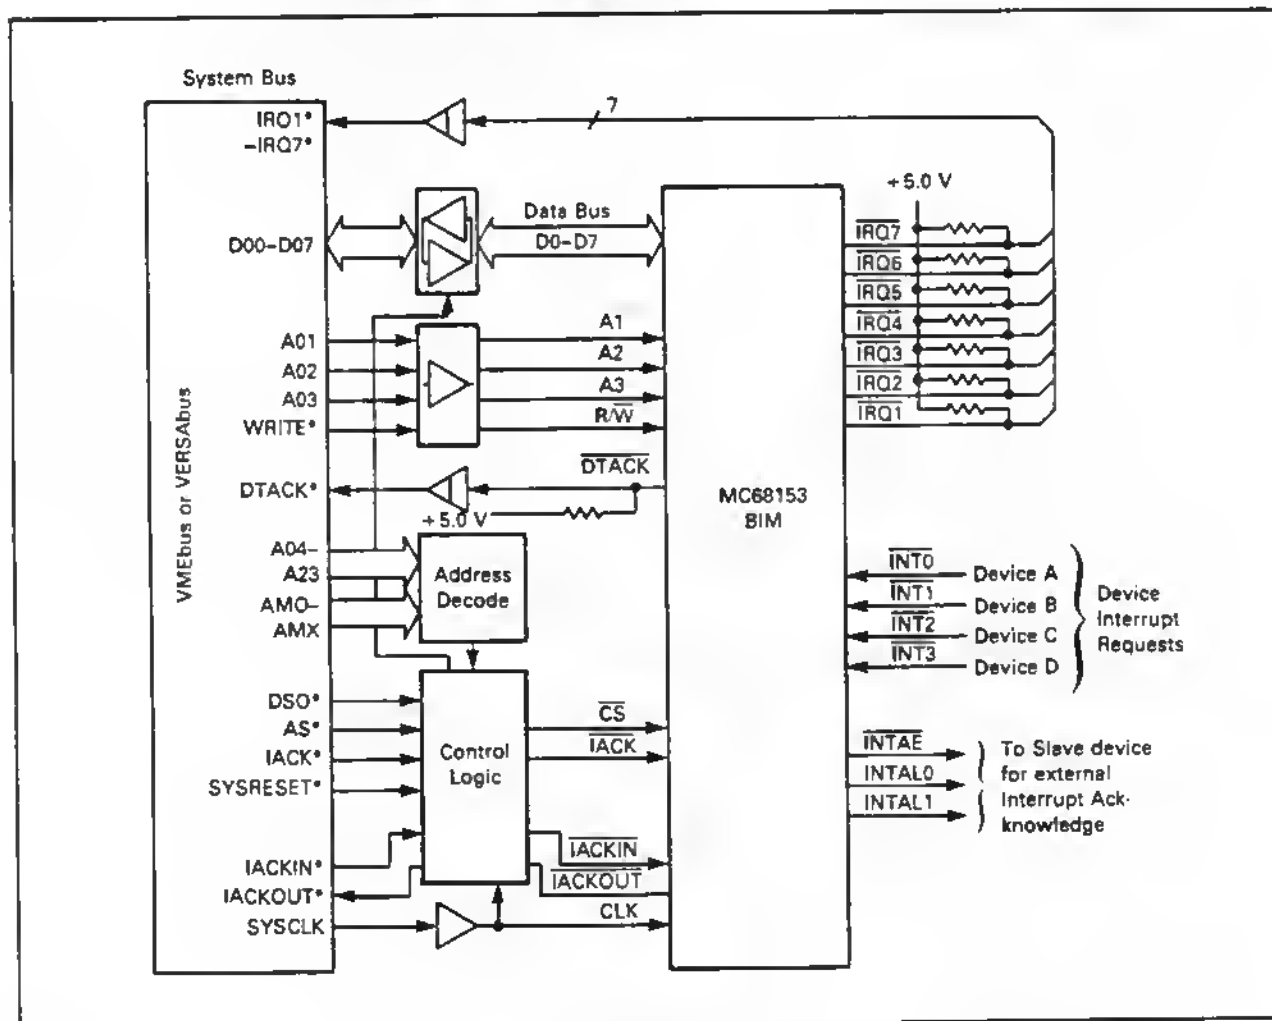 System Bus
IRQ1*
-IRQ7*
7
+5.0 V
D00-D07
Data Bus
D0-D7
IRQ7
IRQ6
IRQ5
IRQ4
IRQ3
IRQ2
IRQ1
A01
A02
A03
WRITE*
A1
A2
A3
R/W
VMEbus or VERSAbus
DTACK*
DTACK
+5.0 V
MC68153
BIM
A04-
A23
AM0-
AMX
Address
Decode
INT0
INT1
INT2
INT3
Device A
Device B
Device C
Device D
Device
Interrupt
Requests
DS0*
AS*
IACK*
SYSRESET*
Control
Logic
CS
IACK
INTAE
INTAL0
INTAL1
To Slave device
for external
Interrupt Ack-
knowledge
IACKIN*
IACKOUT*
SYSCLK
IACKIN
IACKOUT
CLK